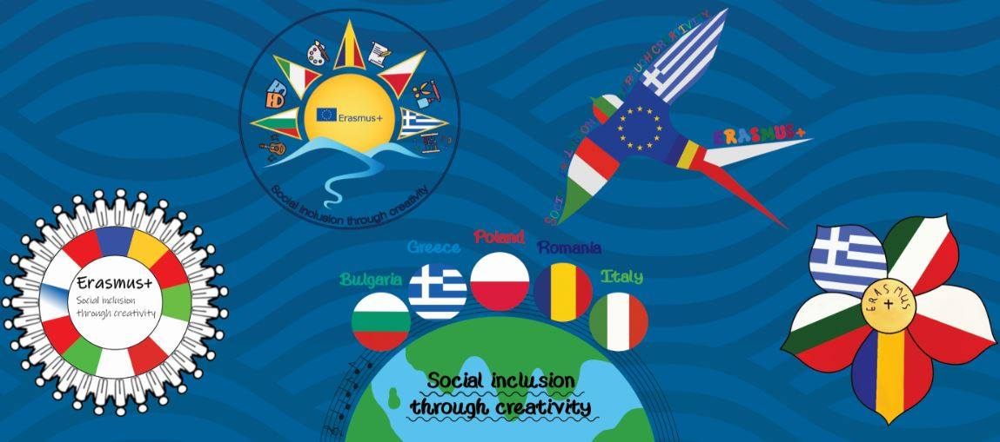 Erasmus+
Social inclusion through creativity
SOCIAL INCLUSION THROUGH CREATIVITY
ERASMUS+
Erasmus+
Social inclusion
through creativity
Bulgaria
Greece
Poland
Romania
Italy
Social inclusion
through creativity
ERASMUS
+